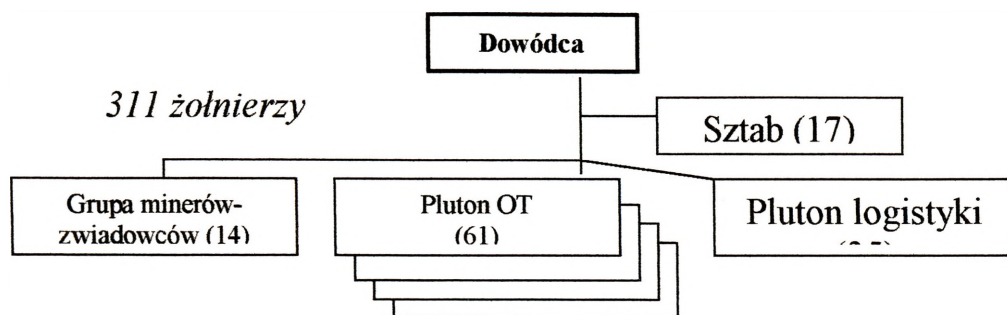 Dowódca
311 żołnierzy
Sztab (17)
Grupa minerów-
zwiadowców (14)
Pluton OT
(61)
Pluton logistyki